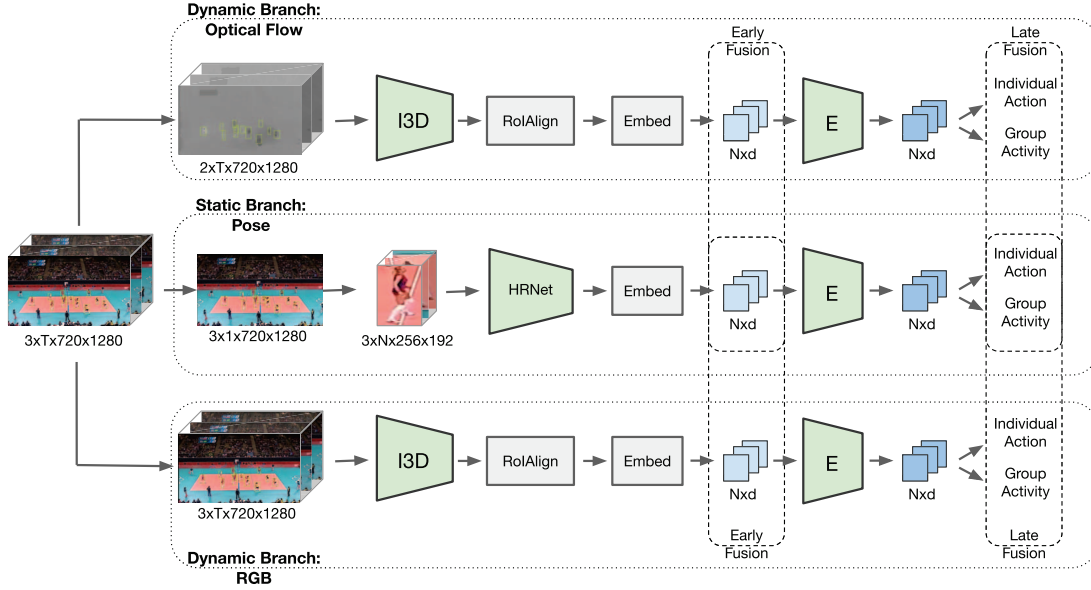 Dynamic Branch:
Optical Flow
Early
Fusion
Late
Fusion
I3D
RoIAlign
Embed
Nxd
E
Nxd
Individual
Action
Group
Activity
2xTx720x1280
Static Branch:
Pose
3xTx720x1280
3x1x720x1280
3xNx256x192
HRNet
Embed
Nxd
E
Nxd
Individual
Action
Group
Activity
I3D
RoIAlign
Embed
Nxd
E
Nxd
Individual
Action
Group
Activity
3xTx720x1280
Early
Fusion
Late
Fusion
Dynamic Branch:
RGB